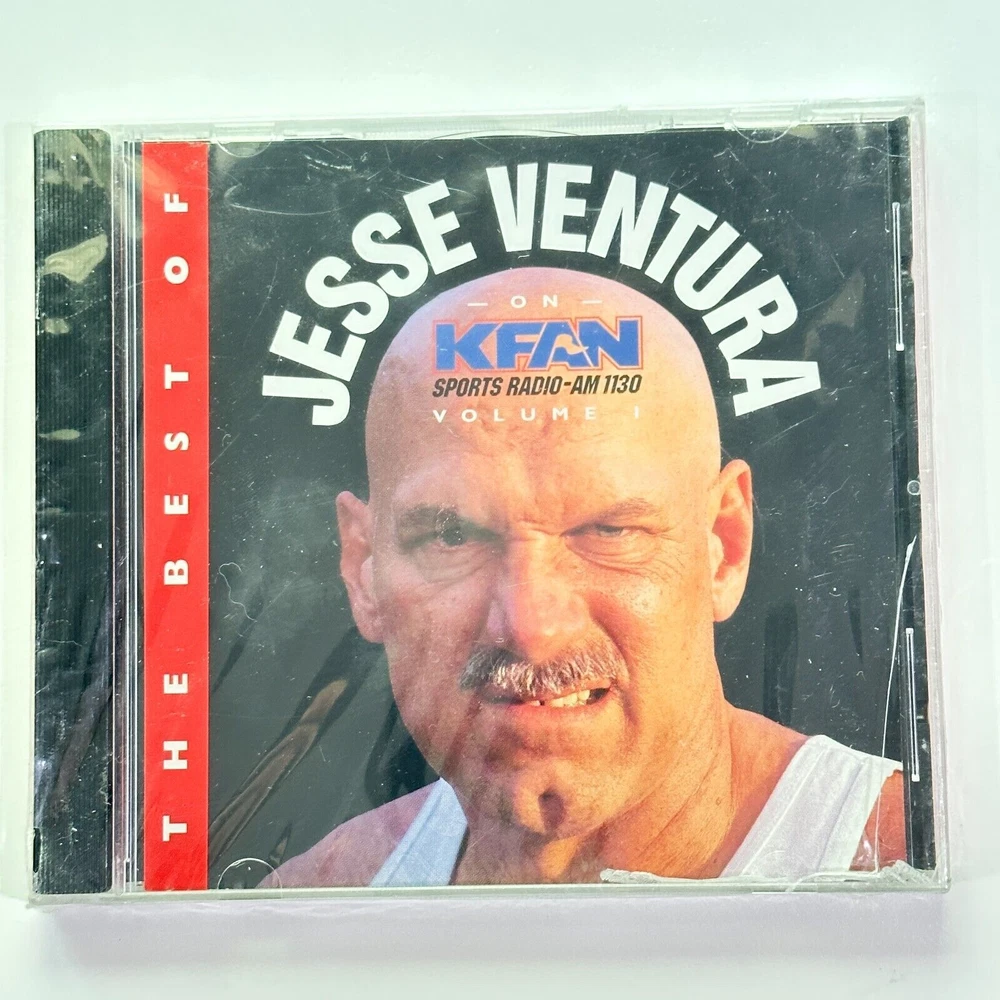 THE BEST OF
JESSE VENTURA
— ON —
KFAN
SPORTS RADIO-AM 1130
VOLUME I